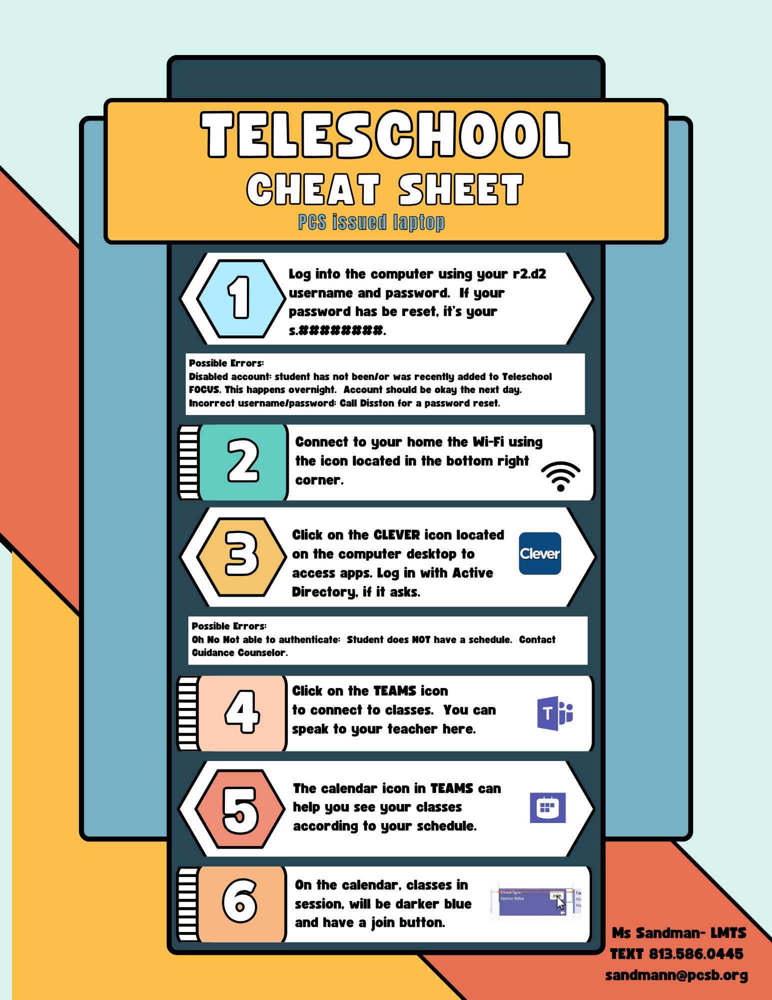 TELESCHOOL
CHEAT SHEET
PCS issued laptop
1
Log into the computer using your r2.d2
username and password.  If your
password has be reset, it's your
s.########.
Possible Errors:
Disabled account: student has not been/or was recently added to Teleschool
FOCUS. This happens overnight.  Account should be okay the next day.
Incorrect username/password: Call Disston for a password reset.
2
Connect to your home the Wi-Fi using
the icon located in the bottom right
corner.
3
Click on the CLEVER icon located
on the computer desktop to
access apps. Log in with Active
Directory, if it asks.
Clever
Possible Errors:
Oh No Not able to authenticate:  Student does NOT have a schedule.  Contact
Guidance Counselor.
4
Click on the TEAMS icon
to connect to classes.  You can
speak to your teacher here.
T
5
The calendar icon in TEAMS can
help you see your classes
according to your schedule.
6
On the calendar, classes in
session, will be darker blue
and have a join button.
Client Sync
Nestor Wilke
Join
Fo
Mi
Me
Ms Sandman- LMTS
TEXT 813.586.0445
sandmann@pcsb.org